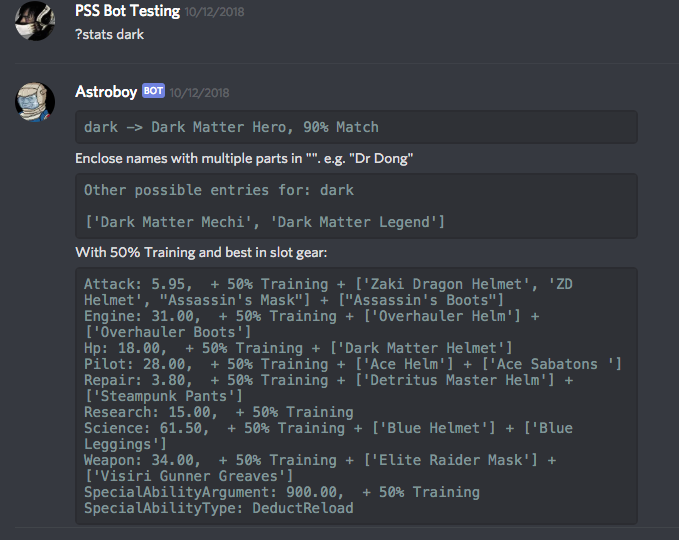 PSS Bot Testing 10/12/2018
?stats dark
Astroboy BOT 10/12/2018
dark -> Dark Matter Hero, 90% Match
Enclose names with multiple parts in "". e.g. "Dr Dong"
Other possible entries for: dark
['Dark Matter Mechi', 'Dark Matter Legend']
With 50% Training and best in slot gear:
Attack: 5.95,  + 50% Training + ['Zaki Dragon Helmet', 'ZD
Helmet', "Assassin's Mask"] + ["Assassin's Boots"]
Engine: 31.00,  + 50% Training + ['Overhauler Helm'] +
['Overhauler Boots']
Hp: 18.00,  + 50% Training + ['Dark Matter Helmet']
Pilot: 28.00,  + 50% Training + ['Ace Helm'] + ['Ace Sabatons ']
Repair: 3.80,  + 50% Training + ['Detritus Master Helm'] +
['Steampunk Pants']
Research: 15.00,  + 50% Training
Science: 61.50,  + 50% Training + ['Blue Helmet'] + ['Blue
Leggings']
Weapon: 34.00,  + 50% Training + ['Elite Raider Mask'] +
['Visiri Gunner Greaves']
SpecialAbilityArgument: 900.00,  + 50% Training
SpecialAbilityType: DeductReload